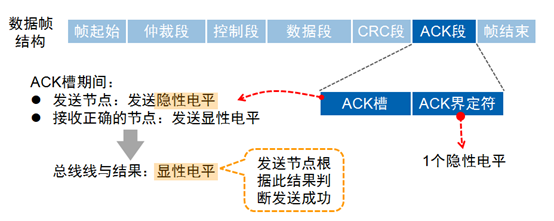 数据帧
结构
帧起始 仲裁段 控制段 数据段 CRC段 ACK段 帧结束
ACK槽期间：
● 发送节点：发送隐性电平
● 接收正确的节点：发送显性电平
ACK槽 ACK界定符
1个隐性电平
总线线与结果：显性电平
发送节点根
据此结果判
断发送成功